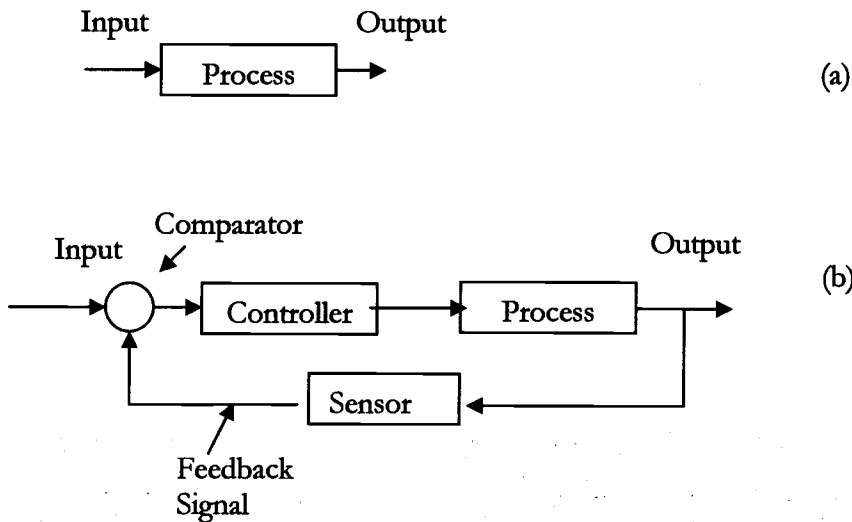 Input
Output
Process
(a)
Comparator
Input
Output
(b)
Controller
Process
Sensor
Feedback
Signal